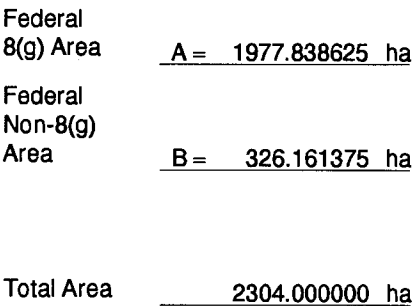 Federal
8(g) Area A = 1977.838625 ha
Federal
Non-8(g)
Area B = 326.161375 ha
Total Area 2304.000000 ha